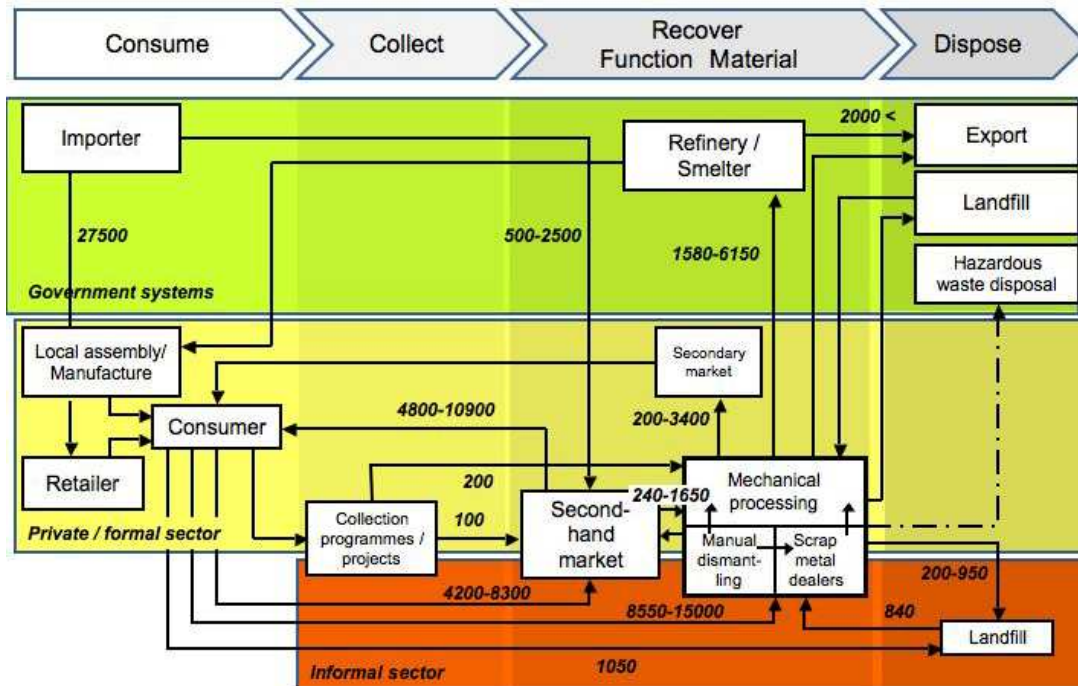 Consume
Collect
Recover
Function Material
Dispose
Importer
Refinery /
Smelter
2000 <
Export
Landfill
27500
500-2500
1580-6150
Hazardous
waste disposal
Government systems
Local assembly/
Manufacture
Secondary
market
Consumer
4800-10900
200-3400
Retailer
200
240-1650
Mechanical
processing
Private / formal sector
Collection
programmes /
projects
100
Second-
hand
market
Manual
dismant-
ling
Scrap
metal
dealers
4200-8300
8550-15000
200-950
840
Landfill
1050
Informal sector